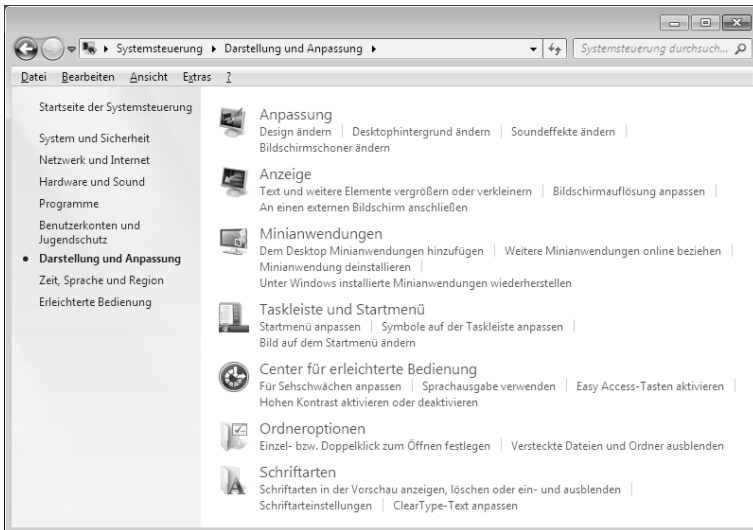 Systemsteuerung Darstellung und Anpassung Systemsteuerung durchsuch...
Datei Bearbeiten Ansicht Extras ?
Startseite der Systemsteuerung
System und Sicherheit
Netzwerk und Internet
Hardware und Sound
Programme
Benutzerkonten und
Jugendschutz
Darstellung und Anpassung
Zeit, Sprache und Region
Erleichterte Bedienung
Anpassung
Design ändern Desktophintergrund ändern Soundeffekte ändern
Bildschirmschoner ändern
Anzeige
Text und weitere Elemente vergrößern oder verkleinern Bildschirmauflösung anpassen
An einen externen Bildschirm anschließen
Minianwendungen
Dem Desktop Minianwendungen hinzufügen Weitere Minianwendungen online beziehen
Minianwendung deinstallieren
Unter Windows installierte Minianwendungen wiederherstellen
Taskleiste und Startmenü
Startmenü anpassen Symbole auf der Taskleiste anpassen
Bild auf dem Startmenü ändern
Center für erleichterte Bedienung
Für Sehschwächen anpassen Sprachausgabe verwenden Easy Access-Tasten aktivieren
Hohen Kontrast aktivieren oder deaktivieren
Ordneroptionen
Einzel- bzw. Doppelklick zum Öffnen festlegen Versteckte Dateien und Ordner ausblenden
Schriftarten
Schriftarten in der Vorschau anzeigen, löschen oder ein- und ausblenden
Schriftarteinstellungen ClearType-Text anpassen